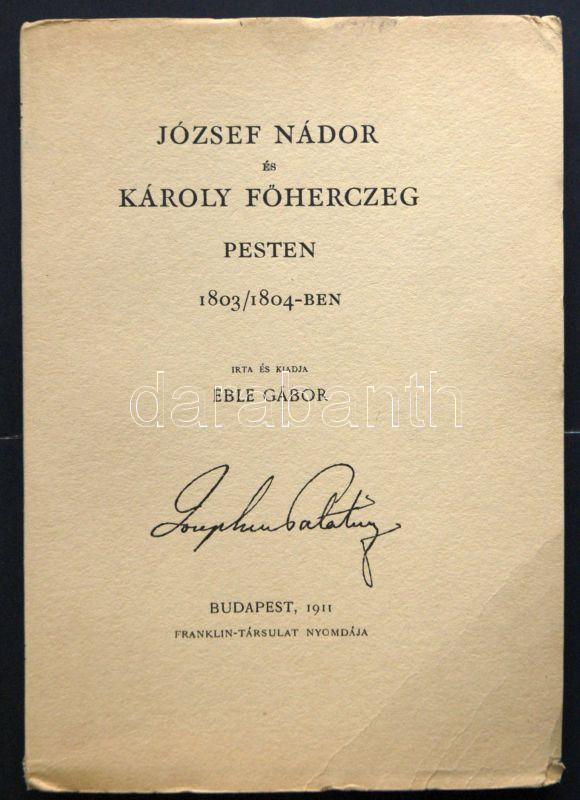 JÓZSEF NÁDOR
ÉS
KÁROLY FŐHERCZEG
PESTEN
1803/1804-BEN
IRTA ÉS KIADJA
EBLE GÁBOR
darabanth
Josephus Palatinus
BUDAPEST, 1911
FRANKLIN-TÁRSULAT NYOMDÁJA